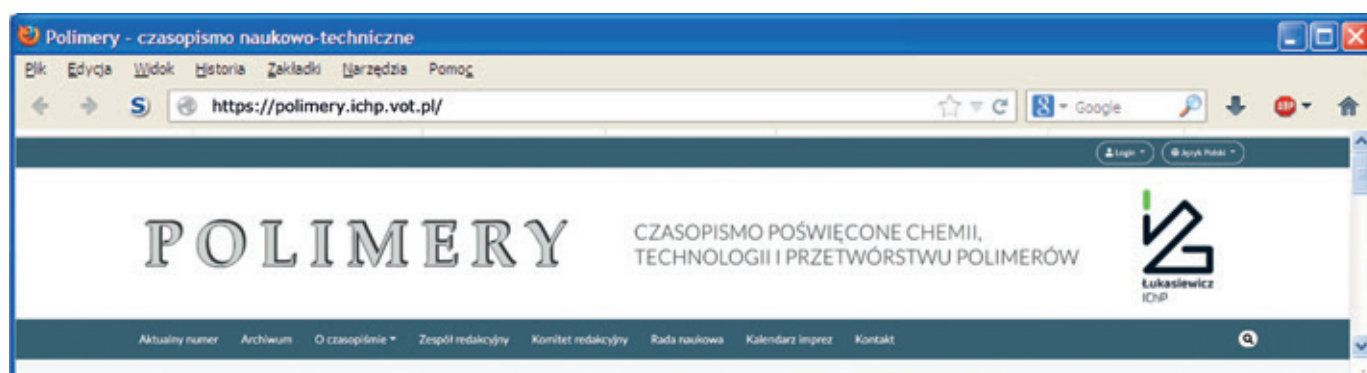 Polimery - czasopismo naukowo-techniczne
Plik Edycja Widok Historia Zakładki Narzędzia Pomoc
S https://polimery.ichp.vot.pl/ Google ABP
Login Język Polski
POLIMERY
CZASOPISMO POŚWIĘCONE CHEMII,
TECHNOLOGII I PRZETWÓRSTWU POLIMERÓW
Łukasiewicz
IChP
Aktualny numer Archiwum O czasopiśmie Zespół redakcyjny Komitet redakcyjny Rada naukowa Kalendarz imprez Kontakt